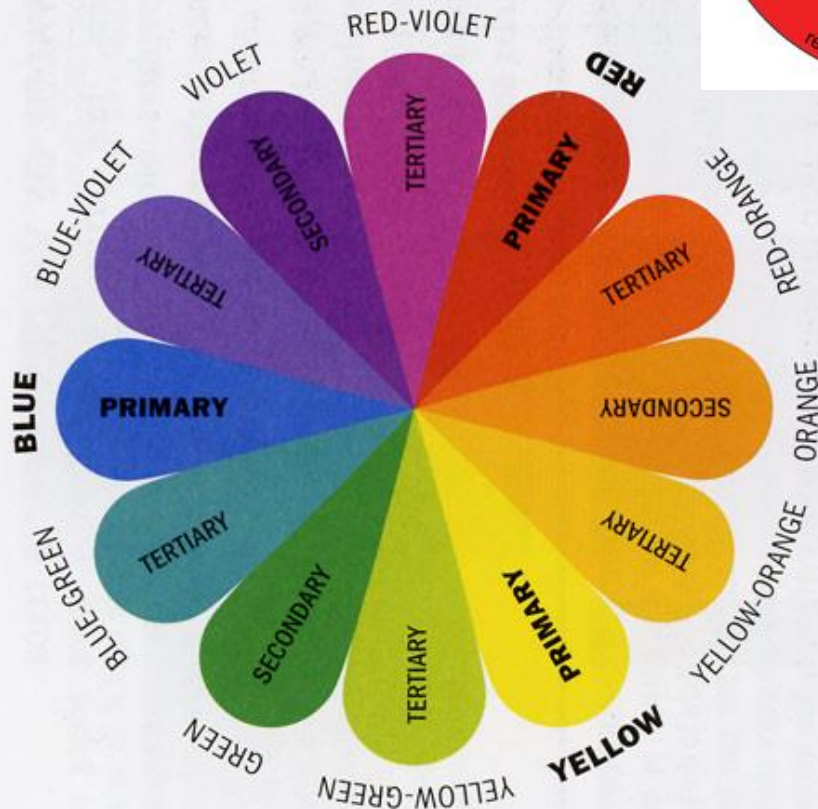 RED-VIOLET
TERTIARY
RED
PRIMARY
RED-ORANGE
TERTIARY
ORANGE
SECONDARY
YELLOW-ORANGE
TERTIARY
YELLOW
PRIMARY
YELLOW-GREEN
TERTIARY
GREEN
SECONDARY
BLUE-GREEN
TERTIARY
BLUE
PRIMARY
BLUE-VIOLET
TERTIARY
VIOLET
SECONDARY